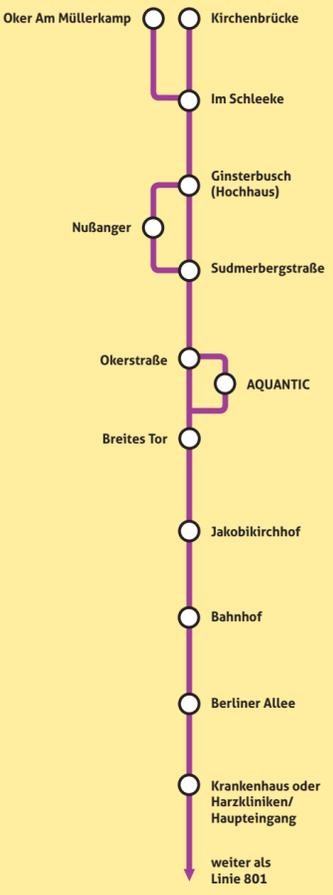 Oker Am Müllerkamp
Kirchenbrücke
Im Schleeke
Ginsterbusch
(Hochhaus)
Nußanger
Sudmerbergstraße
Okerstraße
AQUANTIC
Breites Tor
Jakobikirchhof
Bahnhof
Berliner Allee
Krankenhaus oder
Harzkliniken/
Haupteingang
weiter als
Linie 801